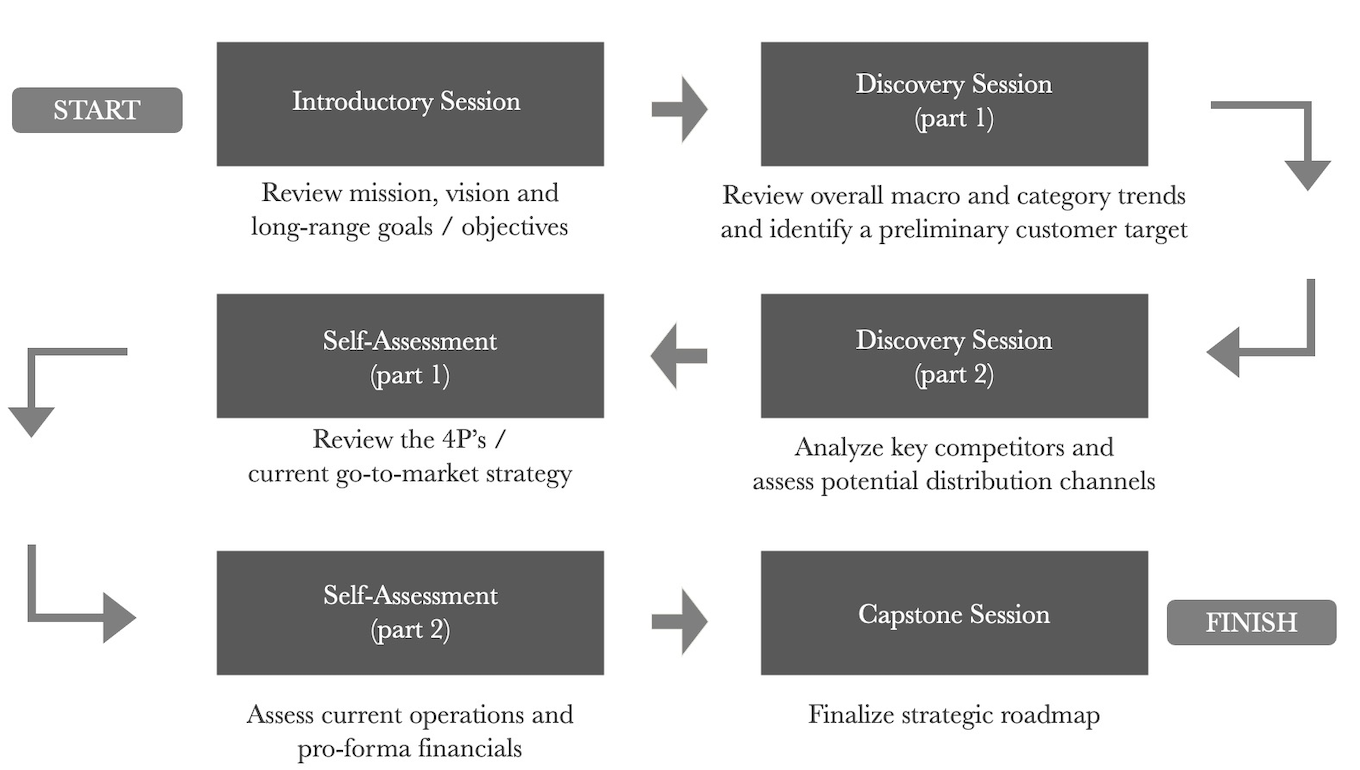 START
Introductory Session
Review mission, vision and
long-range goals / objectives
Discovery Session
(part 1)
Review overall macro and category trends
and identify a preliminary customer target
Discovery Session
(part 2)
Analyze key competitors and
assess potential distribution channels
Self-Assessment
(part 1)
Review the 4P’s /
current go-to-market strategy
Self-Assessment
(part 2)
Assess current operations and
pro-forma financials
Capstone Session
Finalize strategic roadmap
FINISH